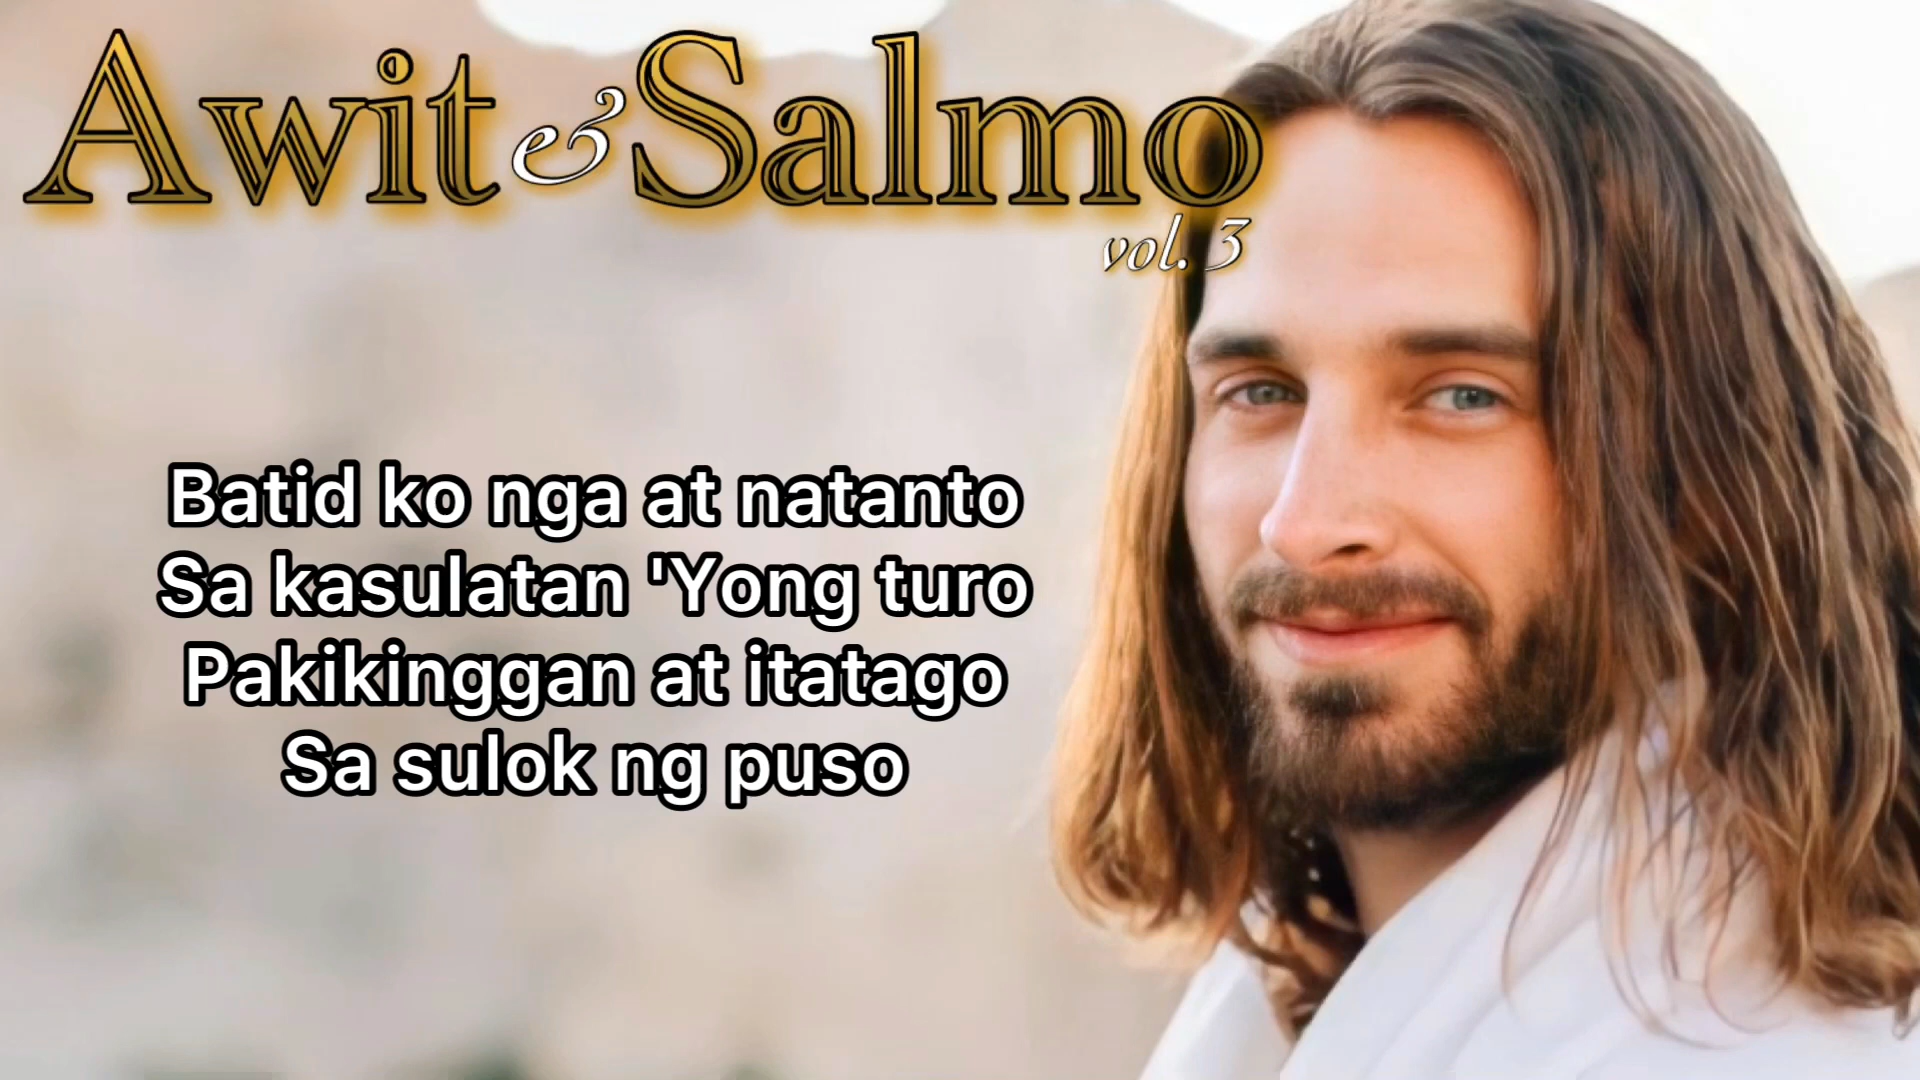 Awit & Salmo
vol. 3
Batid ko nga at natanto
Sa kasulatan 'Yong turo
Pakikinggan at itatago
Sa sulok ng puso